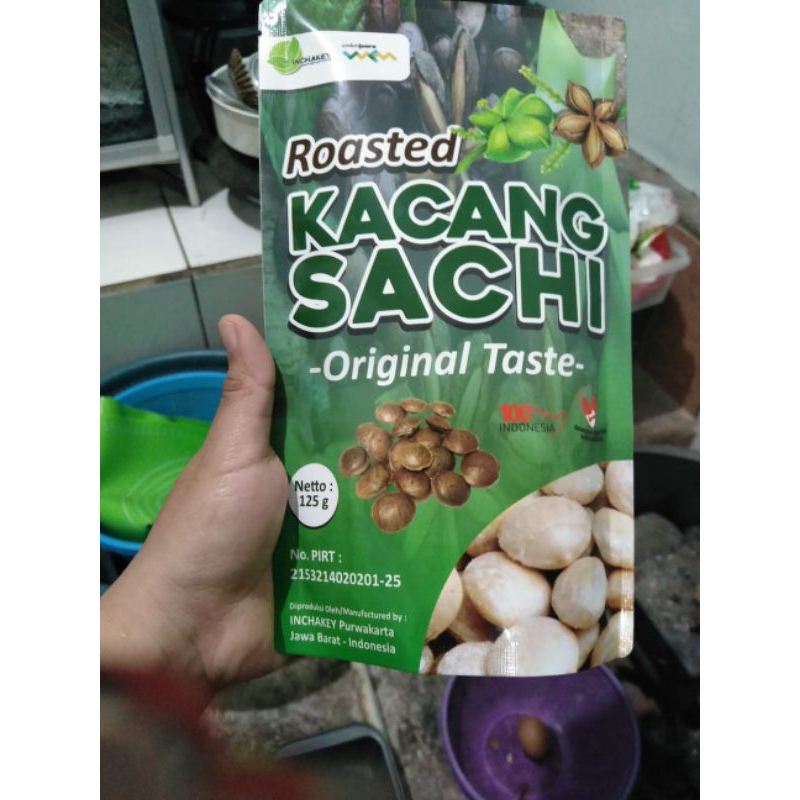 INCHAKEY
Roasted
KACANG
SACHI
-Original Taste-
100%
INDONESIA
Netto :
125 g
No. PIRT :
2153214020201-25
Diproduksi Oleh/Manufactured by :
INCHAKEY Purwakarta
Jawa Barat - Indonesia